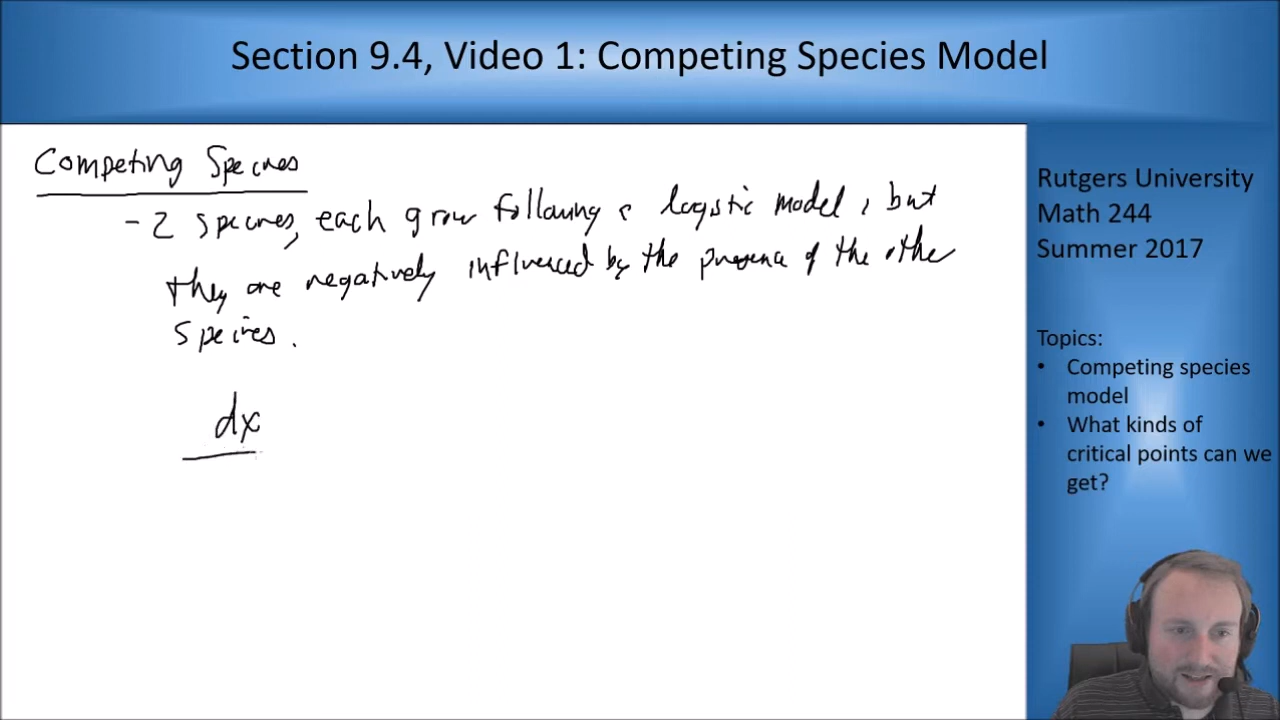 Section 9.4, Video 1: Competing Species Model
Competing Species
- 2 species, each grow following a logistic model, but
they are negatively influenced by the presence of the other
species.
dx
Rutgers University
Math 244
Summer 2017
Topics:
• Competing species
model
• What kinds of
critical points can we
get?